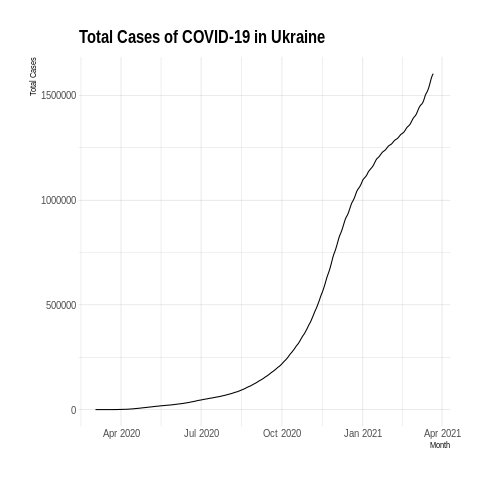 Total Cases of COVID-19 in Ukraine
Total Cases
1500000
1000000
500000
0
Apr 2020 Jul 2020 Oct 2020 Jan 2021 Apr 2021
Month